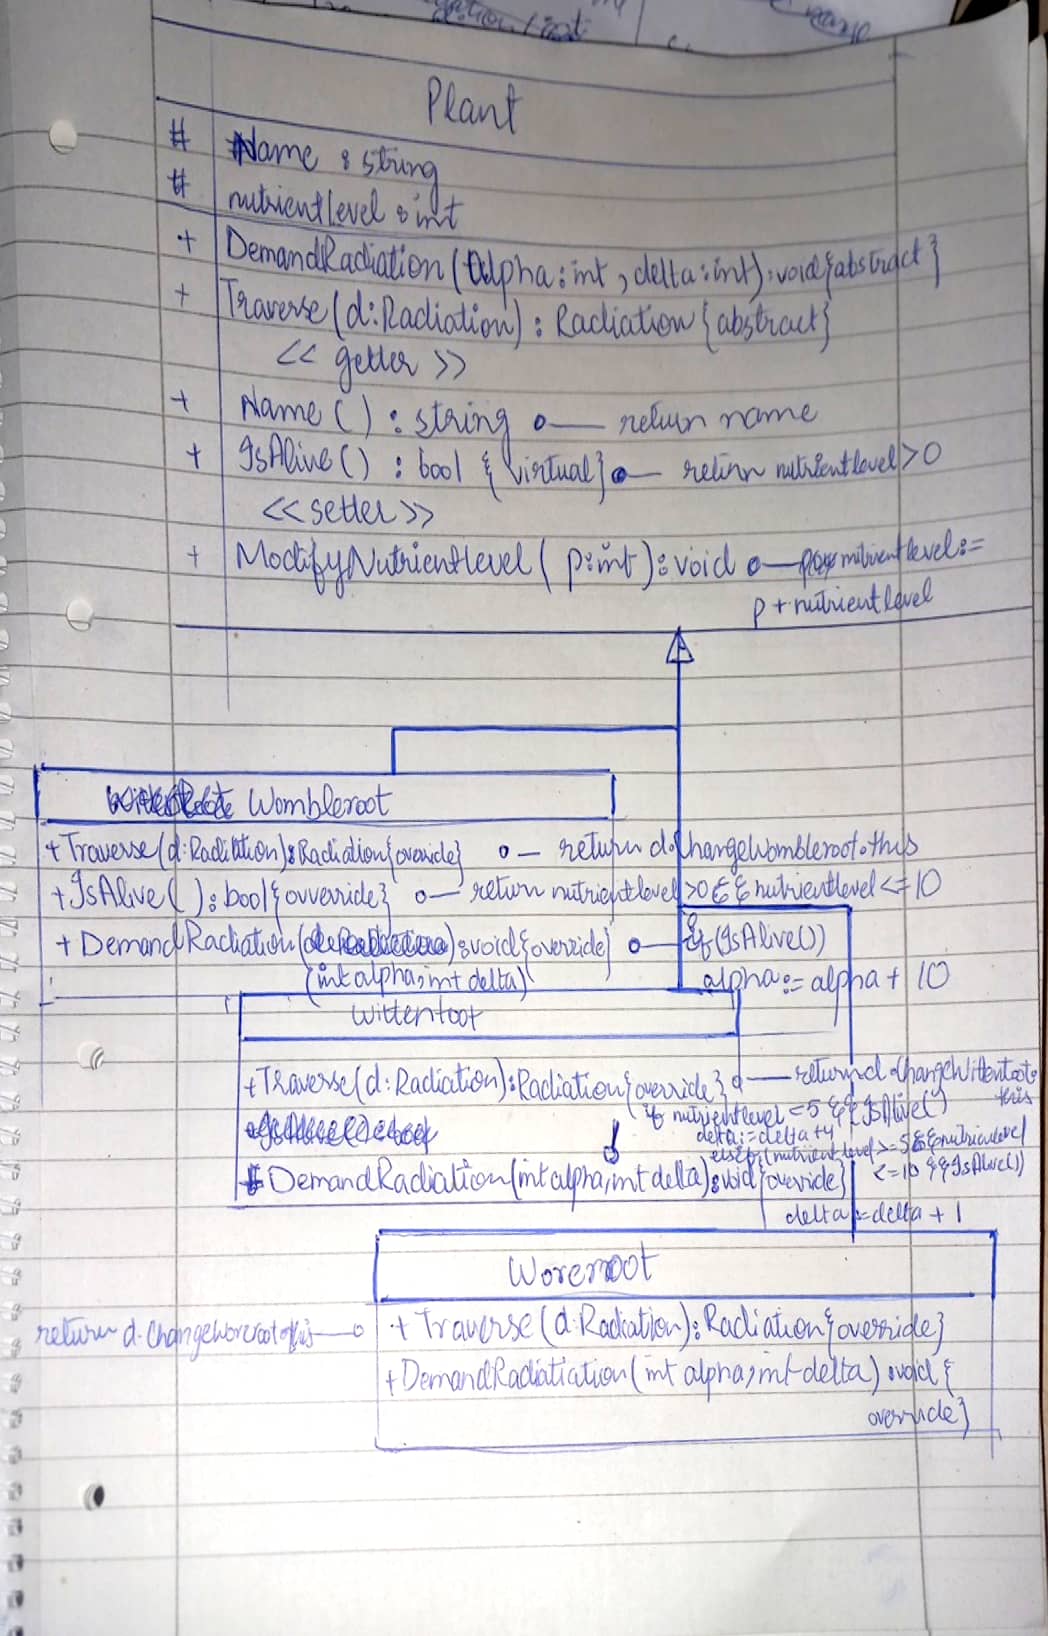 Plant
# Name : string
# nutrientlevel : int
+ DemandRadiation (alpha : int , delta : int) : void {abstract}
+ Traverse (d : Radiation) : Radiation {abstract}
<< getter >>
+ Name ( ) : string o— return name
+ IsAlive ( ) : bool {virtual} o— return nutrientlevel > 0
<< setter >>
+ ModifyNutrientlevel ( p : int ) : void o— nutrientlevel :=
p + nutrientlevel
Wombleroot
+ Traverse (d : Radiation) : Radiation {override} o— return d.ChangeWombleroot.this
+ IsAlive ( ) : bool {ovveride} o— return nutrientlevel > 0 && nutrientlevel <= 10
+ DemandRadiation ( ) : void {override} o— if (IsAlive())
(int alpha, int delta)
alpha := alpha + 10
Wittentoot
+ Traverse (d : Radiation) : Radiation {override} o— return d.ChangeWittentoot.
this
if nutrientlevel < 5 && IsAlive()
delta := delta + 4
else if (nutrientlevel >= 5 && nutrientlevel
<= 10 && IsAlive())
DemandRadiation (int alpha, int delta) : void {override}
delta := delta + 1
Woreroot
return d.ChangeWoreroot.this —o + Traverse (d : Radiation) : Radiation {override}
+ DemandRadiatiation (int alpha, int delta) : void {
override}